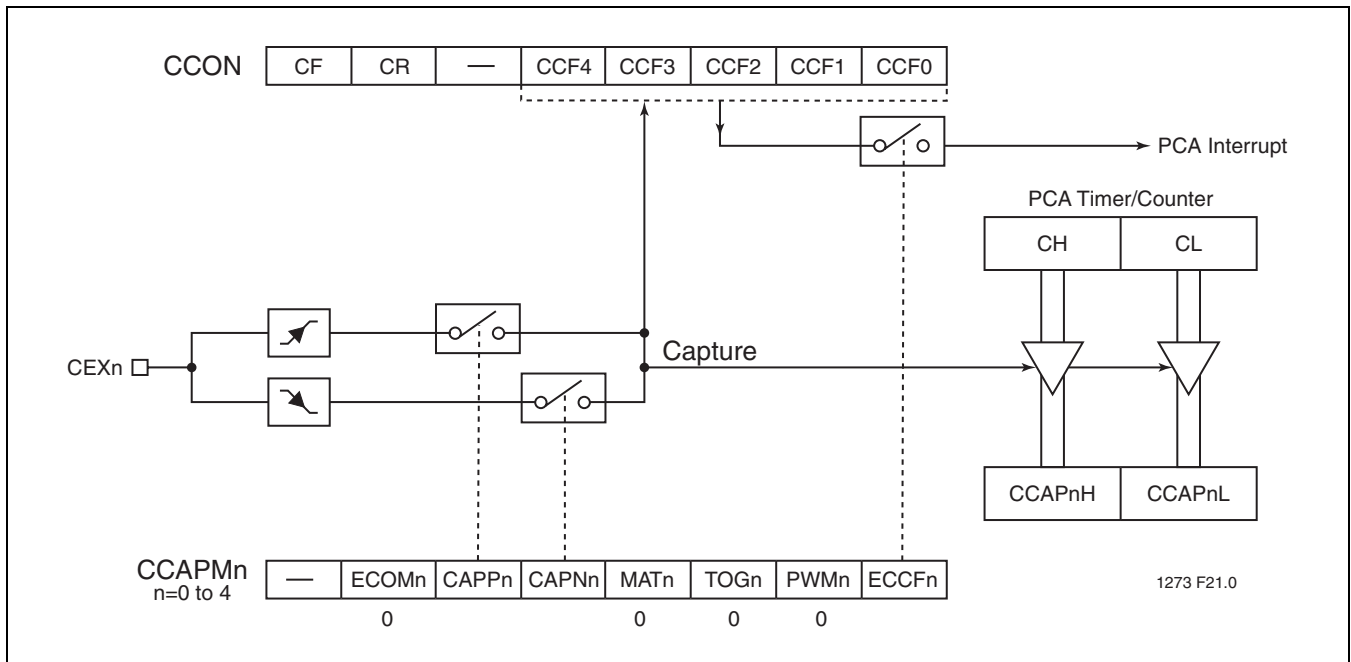 CCON CF CR — CCF4 CCF3 CCF2 CCF1 CCF0
PCA Interrupt
PCA Timer/Counter
CH CL
CEXn
Capture
CCAPnH CCAPnL
CCAPMn — ECOMn CAPPn CAPNn MATn TOGn PWMn ECCFn
n=0 to 4
0 0 0 0
1273 F21.0